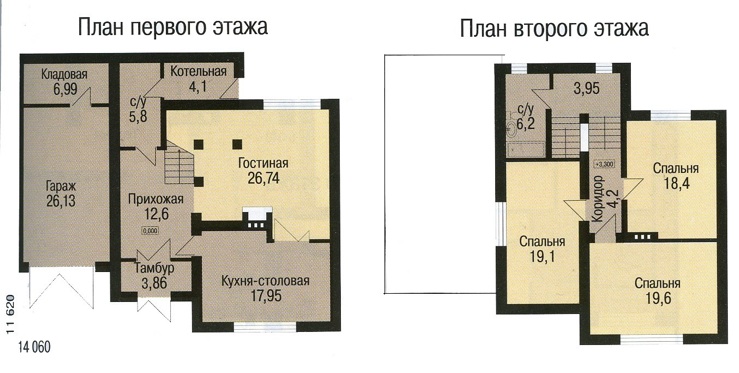 План первого этажа
Кладовая
6,99
Котельная
4,1
с/у
5,8
Гостиная
26,74
Гараж
26,13
Прихожая
12,6
0,000
Тамбур
3,86
Кухня-столовая
17,95
11 620
14 060
План второго этажа
3,95
с/у
6,2
+3,300
Спальня
18,4
Коридор
4,2
Спальня
19,1
Спальня
19,6